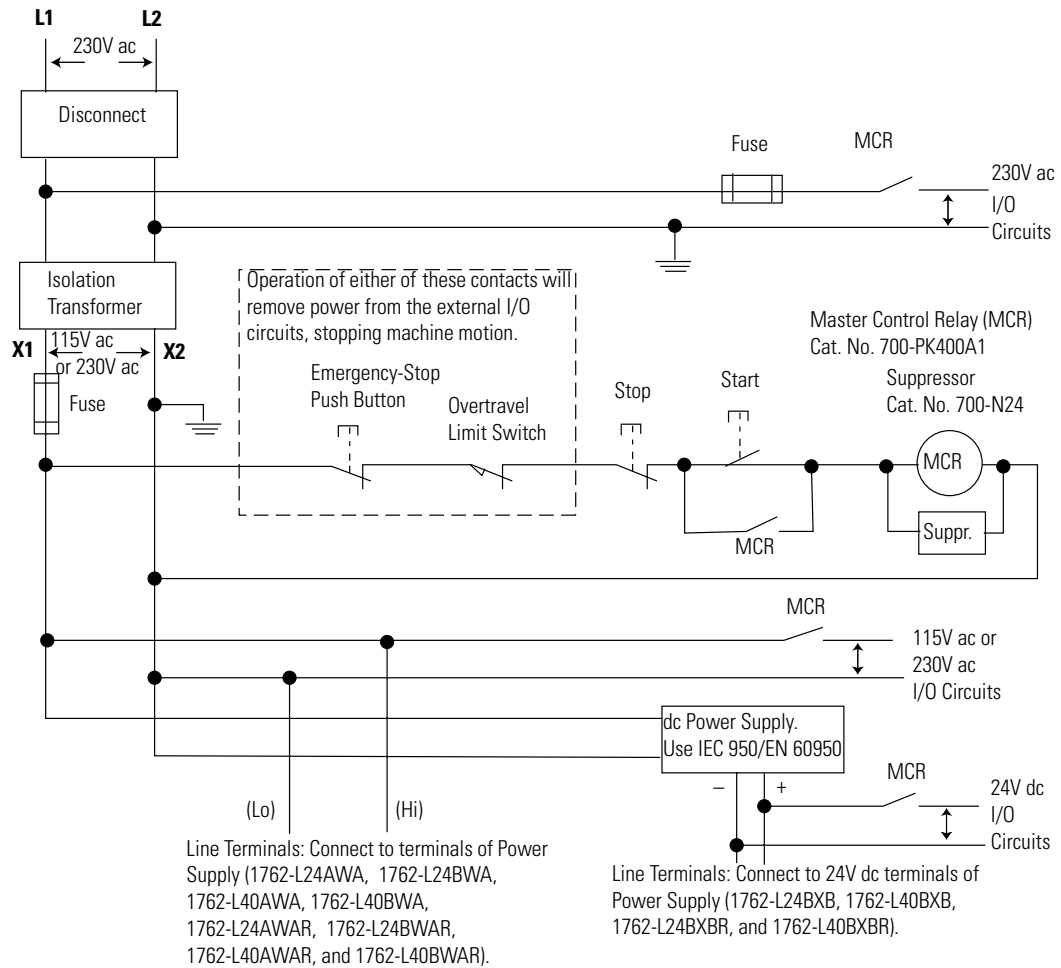 L1
L2
230V ac
Disconnect
Fuse
MCR
230V ac
I/O
Circuits
Isolation
Transformer
Operation of either of these contacts will
remove power from the external I/O
circuits, stopping machine motion.
X1
115V ac
or 230V ac
X2
Fuse
Emergency-Stop
Push Button
Overtravel
Limit Switch
Stop
Start
Master Control Relay (MCR)
Cat. No. 700-PK400A1
Suppressor
Cat. No. 700-N24
MCR
Suppr.
MCR
MCR
115V ac or
230V ac
I/O Circuits
dc Power Supply.
Use IEC 950/EN 60950
–
+
MCR
24V dc
I/O
Circuits
(Lo)
(Hi)
Line Terminals: Connect to terminals of Power
Supply (1762-L24AWA, 1762-L24BWA,
1762-L40AWA, 1762-L40BWA,
1762-L24AWAR, 1762-L24BWAR,
1762-L40AWAR, and 1762-L40BWAR).
Line Terminals: Connect to 24V dc terminals of
Power Supply (1762-L24BXB, 1762-L40BXB,
1762-L24BXBR, and 1762-L40BXBR).